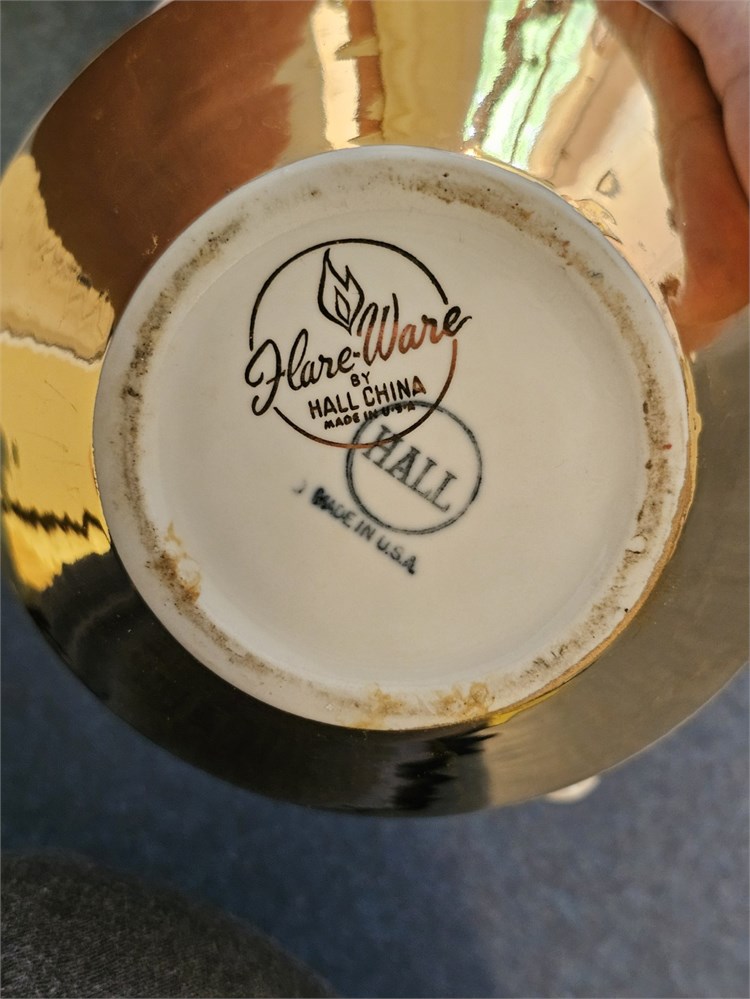 Flare-Ware
BY
HALL CHINA
MADE IN U·S·A
HALL
MADE IN U.S.A.